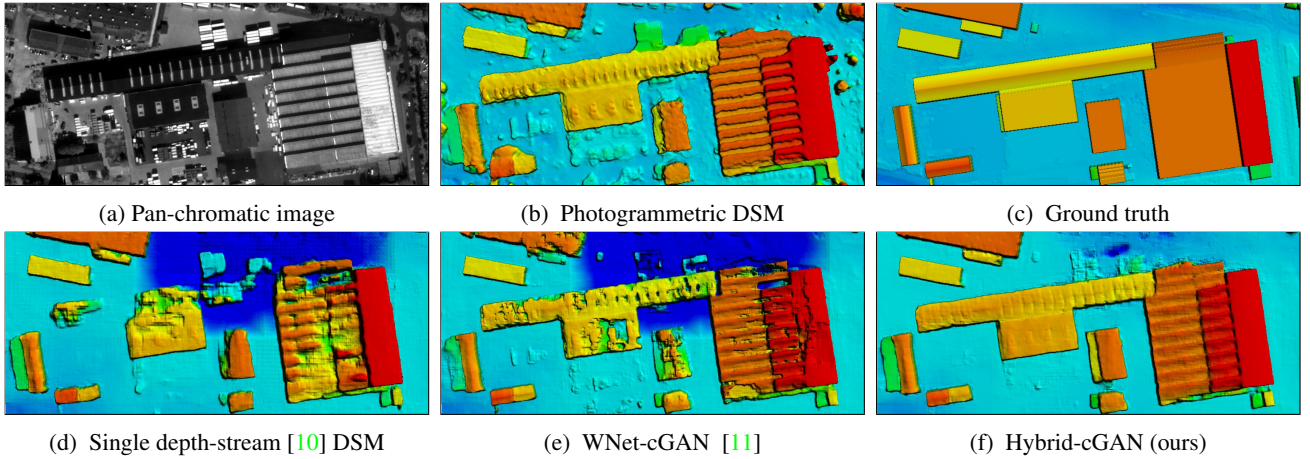 (a) Pan-chromatic image
(b) Photogrammetric DSM
(c) Ground truth
(d) Single depth-stream [10] DSM
(e) WNet-cGAN [11]
(f) Hybrid-cGAN (ours)